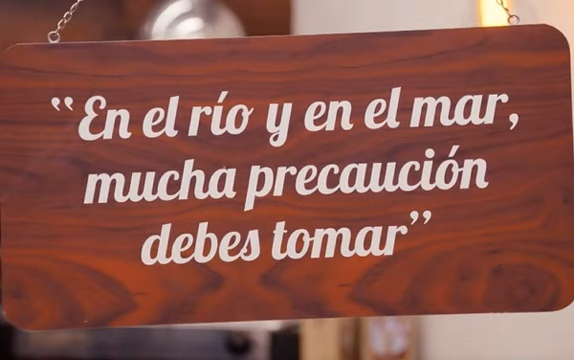 “En el río y en el mar,
mucha precaución
debes tomar”